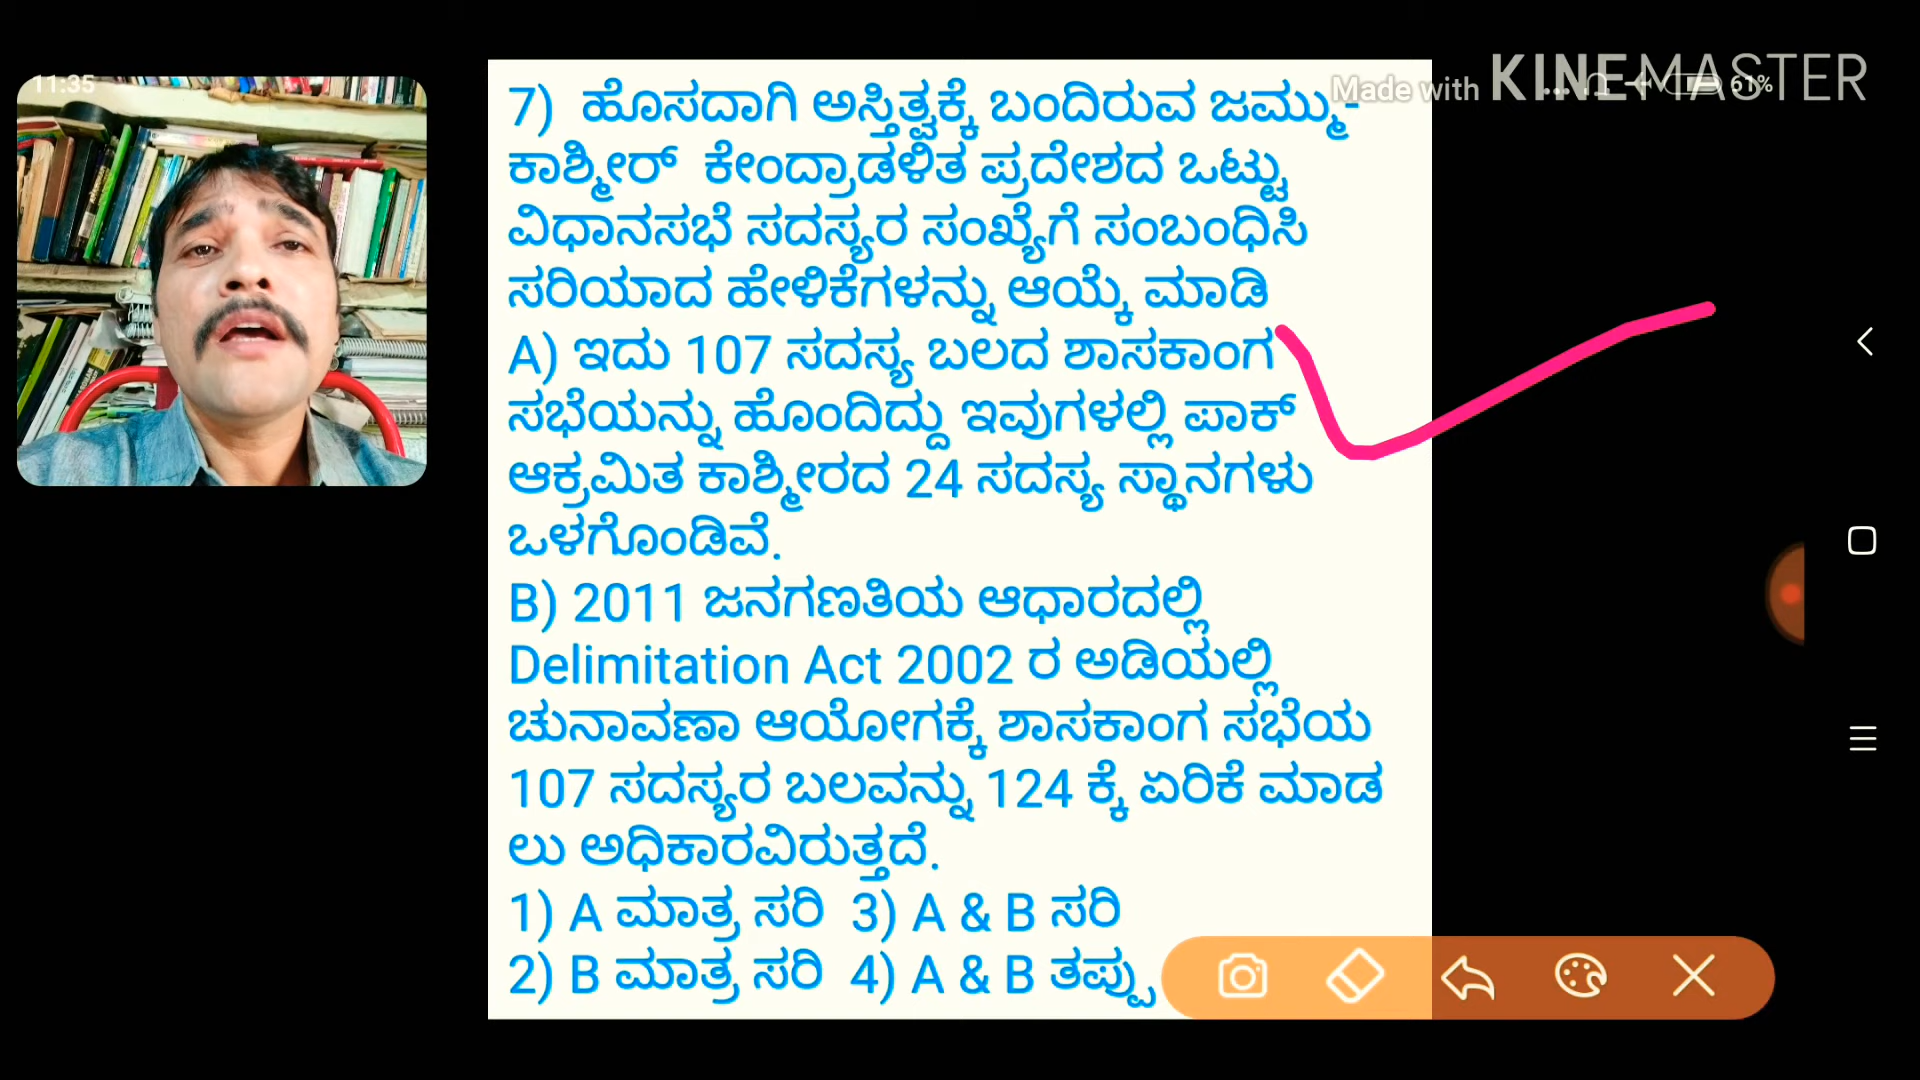 11:35
Made with KINEMASTER
61%
7) ಹೊಸದಾಗಿ ಅಸ್ತಿತ್ವಕ್ಕೆ ಬಂದಿರುವ ಜಮ್ಮು-
ಕಾಶ್ಮೀರ್ ಕೇಂದ್ರಾಡಳಿತ ಪ್ರದೇಶದ ಒಟ್ಟು
ವಿಧಾನಸಭೆ ಸದಸ್ಯರ ಸಂಖ್ಯೆಗೆ ಸಂಬಂಧಿಸಿ
ಸರಿಯಾದ ಹೇಳಿಕೆಗಳನ್ನು ಆಯ್ಕೆ ಮಾಡಿ
A) ಇದು 107 ಸದಸ್ಯ ಬಲದ ಶಾಸಕಾಂಗ
ಸಭೆಯನ್ನು ಹೊಂದಿದ್ದು ಇವುಗಳಲ್ಲಿ ಪಾಕ್
ಆಕ್ರಮಿತ ಕಾಶ್ಮೀರದ 24 ಸದಸ್ಯ ಸ್ಥಾನಗಳು
ಒಳಗೊಂಡಿವೆ.
B) 2011 ಜನಗಣತಿಯ ಆಧಾರದಲ್ಲಿ
Delimitation Act 2002 ರ ಅಡಿಯಲ್ಲಿ
ಚುನಾವಣಾ ಆಯೋಗಕ್ಕೆ ಶಾಸಕಾಂಗ ಸಭೆಯ
107 ಸದಸ್ಯರ ಬಲವನ್ನು 124 ಕ್ಕೆ ಏರಿಕೆ ಮಾಡ
ಲು ಅಧಿಕಾರವಿರುತ್ತದೆ.
1) A ಮಾತ್ರ ಸರಿ 3) A & B ಸರಿ
2) B ಮಾತ್ರ ಸರಿ 4) A & B ತಪ್ಪು